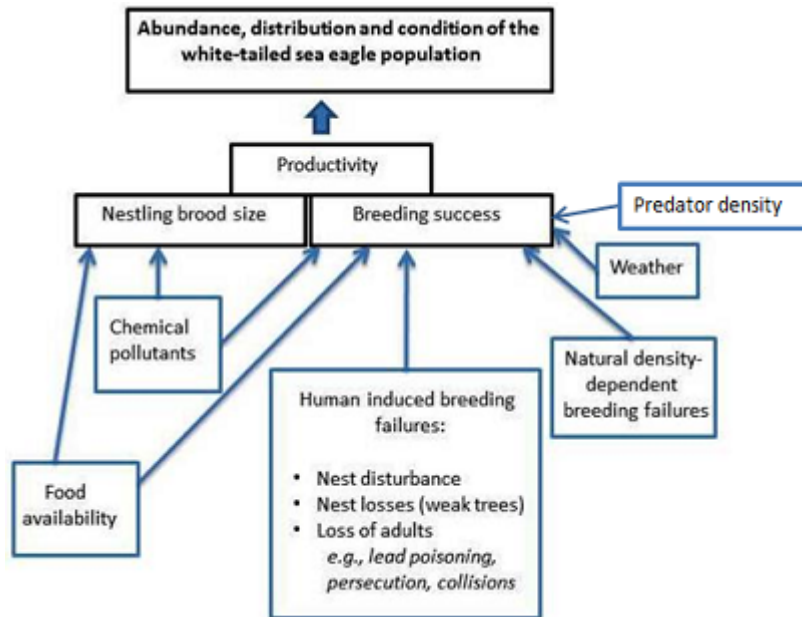 Abundance, distribution and condition of the
white-tailed sea eagle population
Productivity
Nestling brood size
Breeding success
Predator density
Weather
Chemical
pollutants
Natural density-
dependent
breeding failures
Human induced breeding
failures:
• Nest disturbance
• Nest losses (weak trees)
• Loss of adults
e.g., lead poisoning,
persecution, collisions
Food
availability